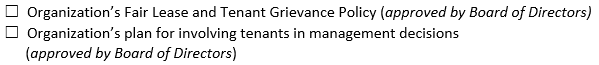 ☐ Organization’s Fair Lease and Tenant Grievance Policy (approved by Board of Directors)
☐ Organization’s plan for involving tenants in management decisions
(approved by Board of Directors)